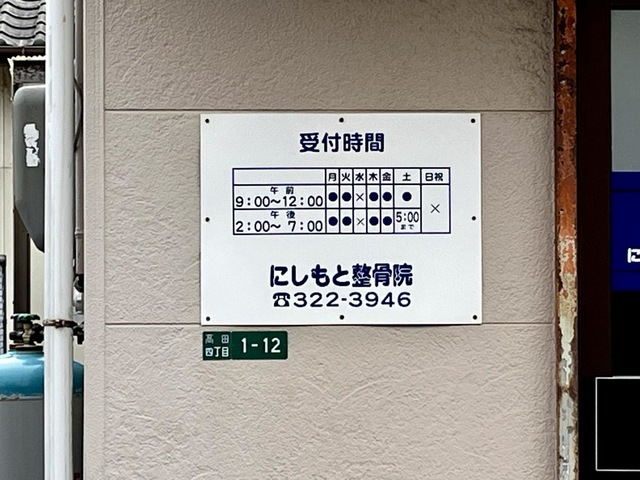 受付時間
月 火 水 木 金 土 日祝
午前
9:00〜12:00 ● ● × ● ● ● ×
午後
2:00〜 7:00 ● ● × ● ● 5:00まで
にしもと整骨院
☎322-3946
高田
四丁目 1-12
に